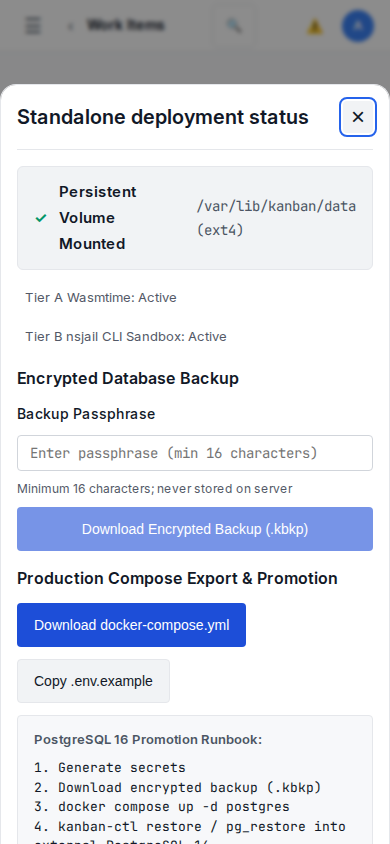 Work Items
A
Standalone deployment status
Persistent
Volume
Mounted
/var/lib/kanban/data
(ext4)
Tier A Wasmtime: Active
Tier B nsjail CLI Sandbox: Active
Encrypted Database Backup
Backup Passphrase
Enter passphrase (min 16 characters)
Minimum 16 characters; never stored on server
Download Encrypted Backup (.kbkp)
Production Compose Export & Promotion
Download docker-compose.yml
Copy .env.example
PostgreSQL 16 Promotion Runbook:
1. Generate secrets
2. Download encrypted backup (.kbkp)
3. docker compose up -d postgres
4. kanban-ctl restore / pg_restore into
external PostgreSQL 16